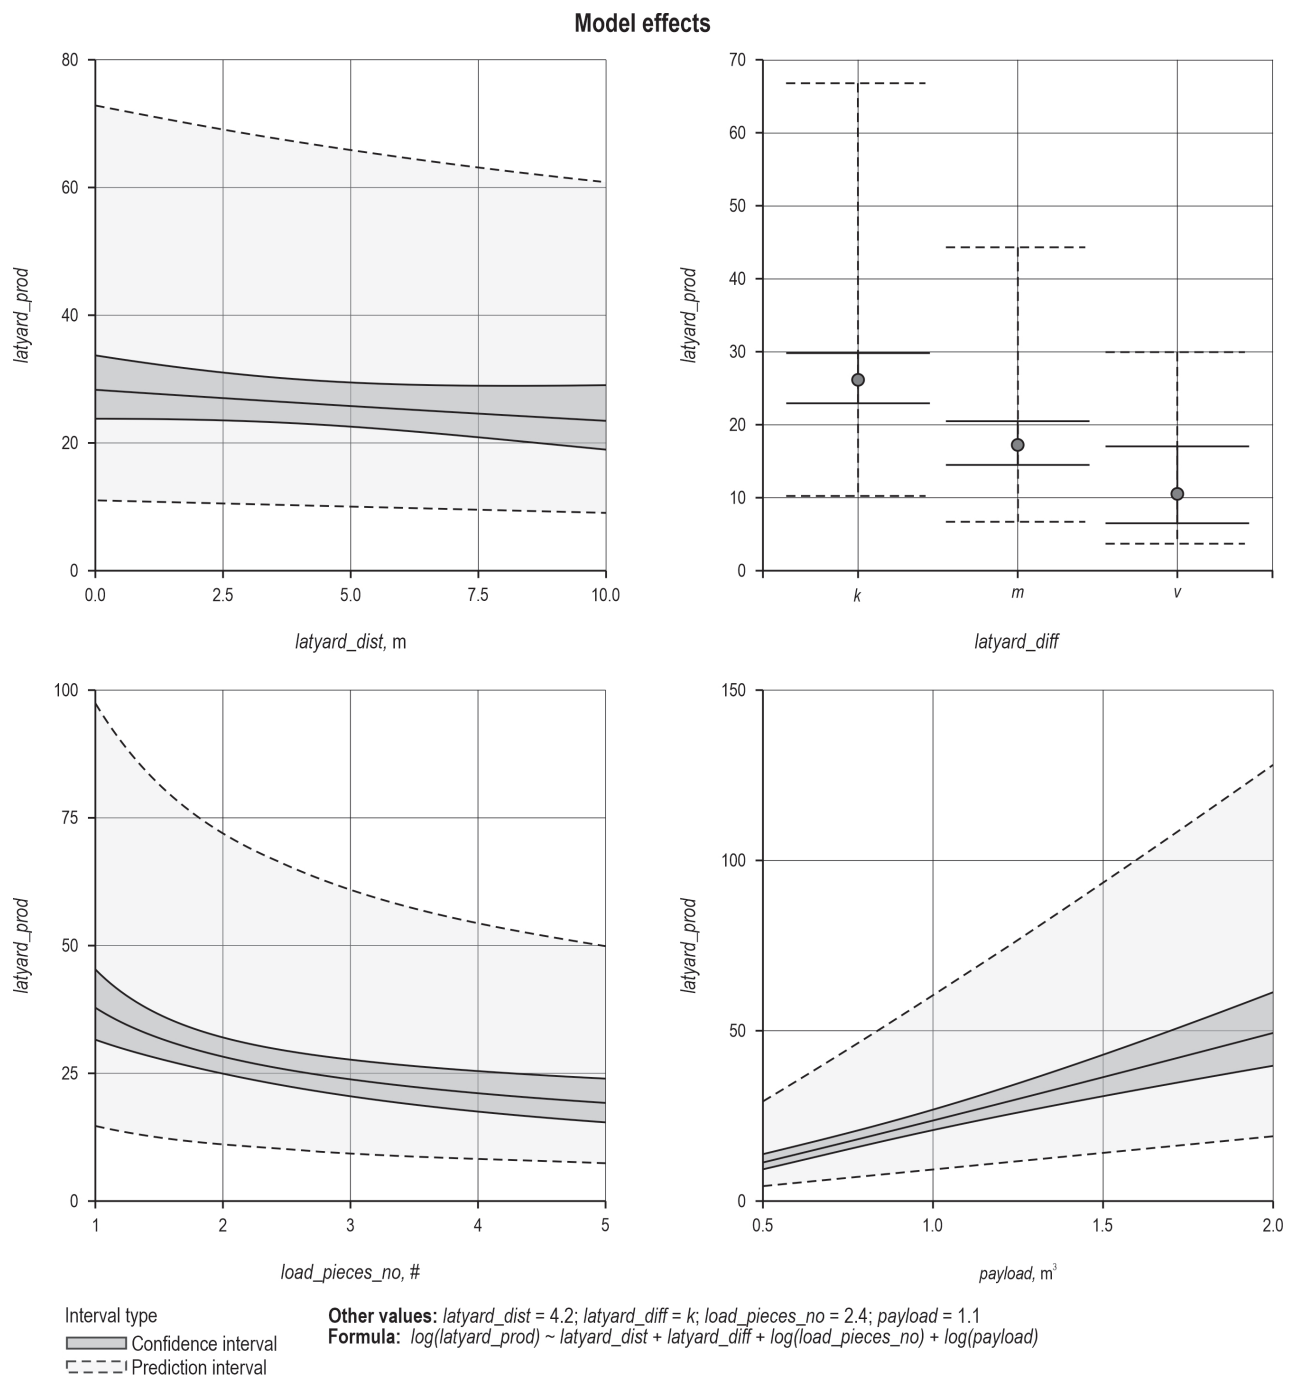 Model effects
80
60
40
20
0
latyard_prod
0.0 2.5 5.0 7.5 10.0
latyard_dist, m
70
60
50
40
30
20
10
0
latyard_prod
k m v
latyard_diff
100
75
50
25
0
latyard_prod
1 2 3 4 5
load_pieces_no, #
150
100
50
0
latyard_prod
0.5 1.0 1.5 2.0
payload, m³
Interval type
Confidence interval
Prediction interval
Other values: latyard_dist = 4.2; latyard_diff = k; load_pieces_no = 2.4; payload = 1.1
Formula: log(latyard_prod) ~ latyard_dist + latyard_diff + log(load_pieces_no) + log(payload)